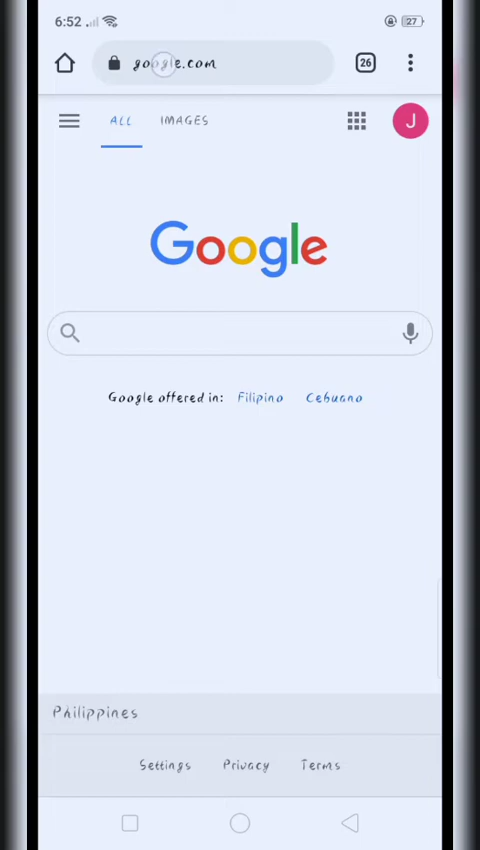 6:52 27
google.com 26
ALL IMAGES J
Google
Google offered in: Filipino Cebuano
Philippines
Settings Privacy Terms